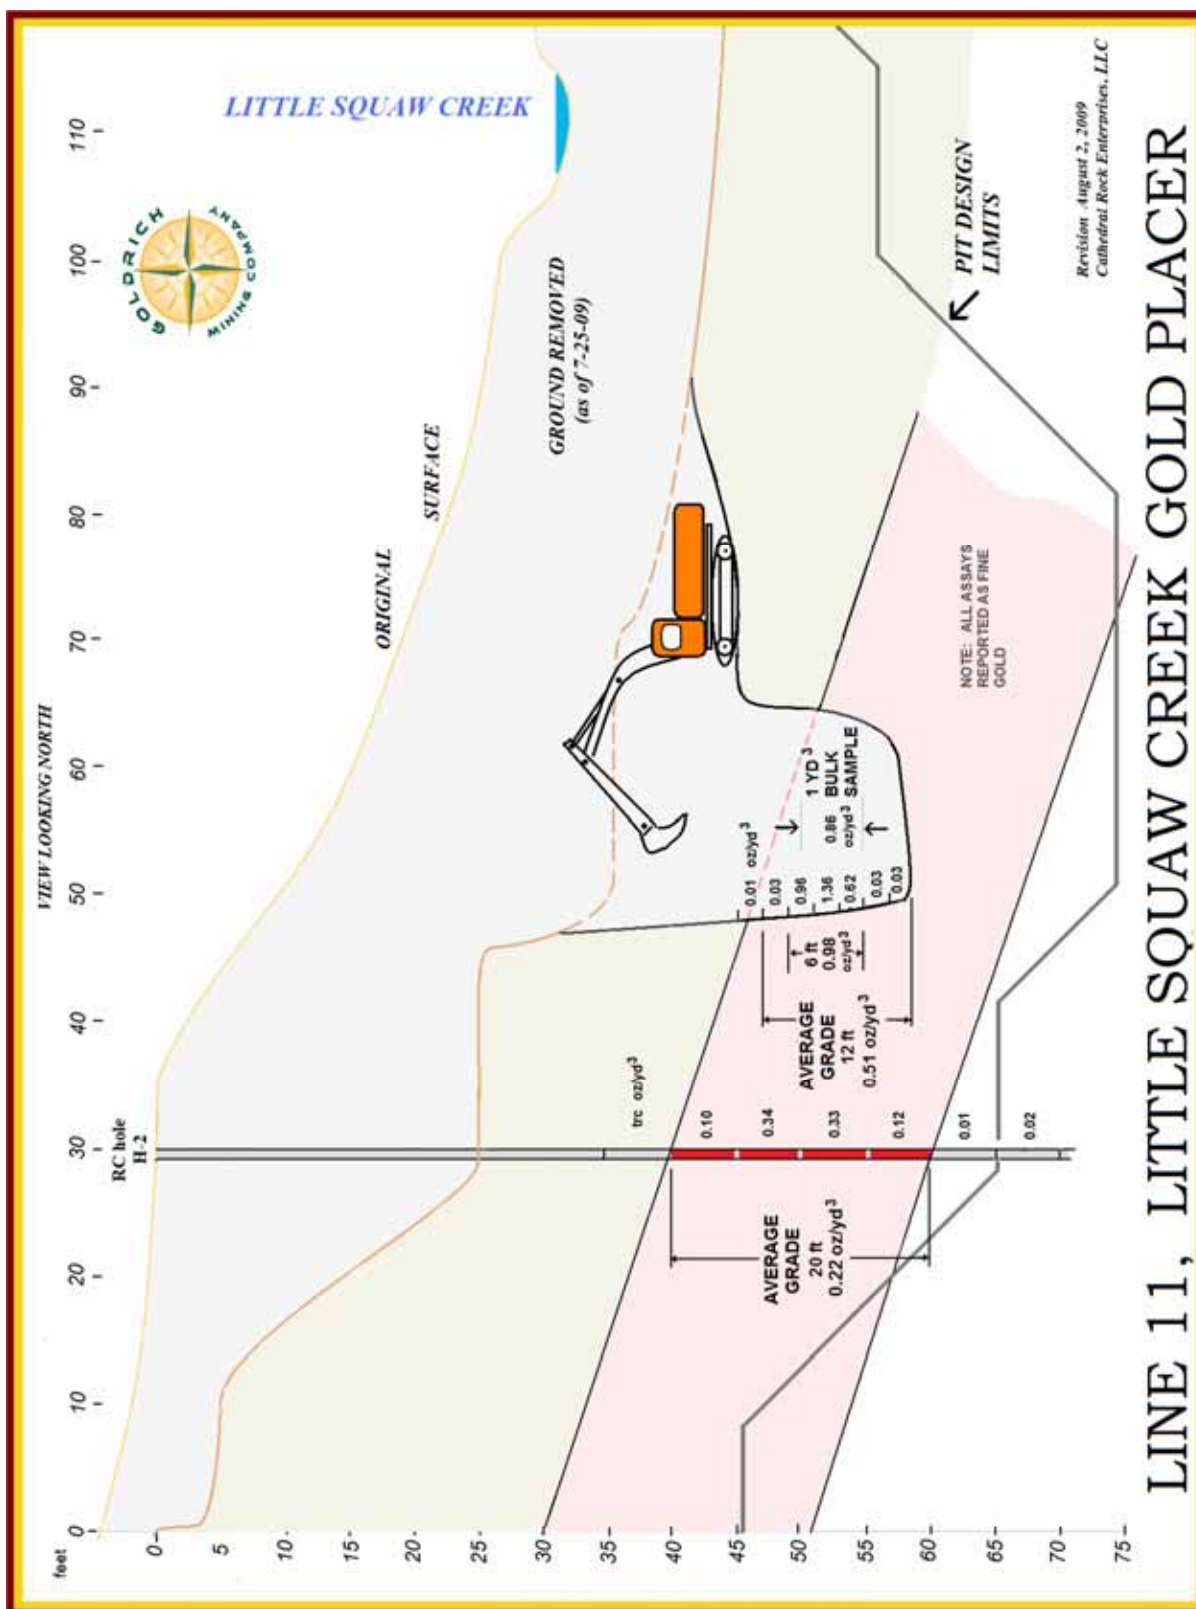 VIEW LOOKING NORTH
feet
0
10
20
30
40
50
60
70
80
90
100
110
0
5
10
15
20
25
30
35
40
45
50
55
60
65
70
75
RC hole
H-2
ORIGINAL
SURFACE
GOLDRICH
MINING COMPANY
LITTLE SQUAW CREEK
GROUND REMOVED
(as of 7-25-09)
trc oz/yd³
0.10
0.34
0.33
0.12
0.01
0.02
AVERAGE
GRADE
20 ft
0.22 oz/yd³
AVERAGE
GRADE
12 ft
0.51 oz/yd³
6 ft
0.98
oz/yd³
0.01 oz/yd³
0.03
0.96
1.36
0.62
0.03
0.03
1 YD³
BULK
SAMPLE
0.86
oz/yd³
NOTE: ALL ASSAYS
REPORTED AS FINE
GOLD
PIT DESIGN
LIMITS
Revision August 2, 2009
Cathedral Rock Enterprises, LLC
LINE 11, LITTLE SQUAW CREEK GOLD PLACER